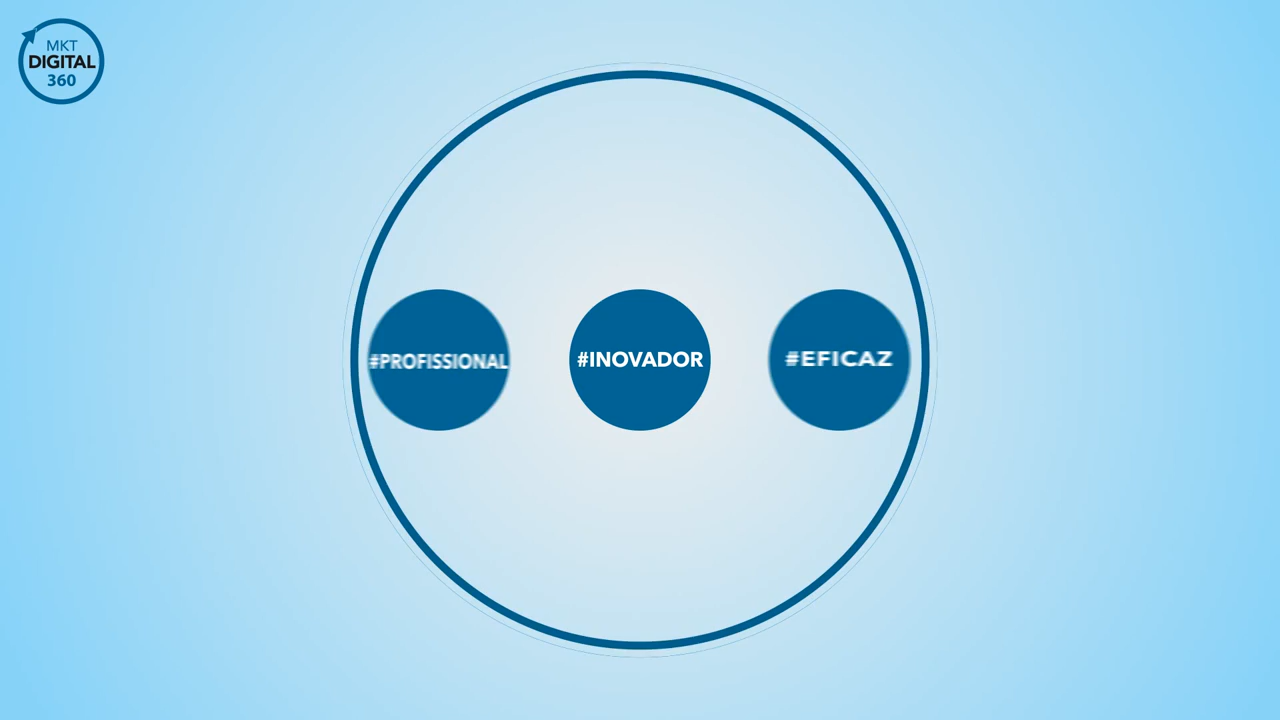 MKT
DIGITAL
360
#PROFISSIONAL
#INOVADOR
#EFICAZ